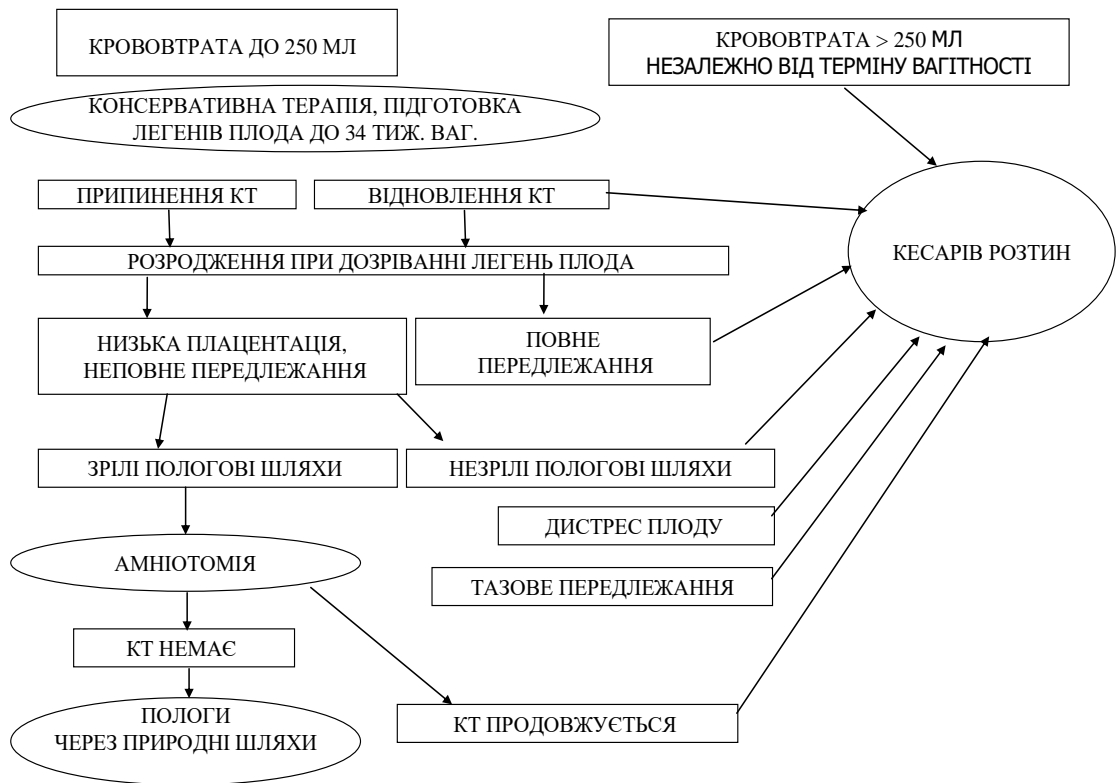 КРОВОВТРАТА ДО 250 МЛ
КРОВОВТРАТА > 250 МЛ
НЕЗАЛЕЖНО ВІД ТЕРМІНУ ВАГІТНОСТІ
КОНСЕРВАТИВНА ТЕРАПІЯ, ПІДГОТОВКА
ЛЕГЕНІВ ПЛОДА ДО 34 ТИЖ. ВАГ.
ПРИПИНЕННЯ КТ
ВІДНОВЛЕННЯ КТ
КЕСАРІВ РОЗТИН
РОЗРОДЖЕННЯ ПРИ ДОЗРІВАННІ ЛЕГЕНЬ ПЛОДА
НИЗЬКА ПЛАЦЕНТАЦІЯ,
НЕПОВНЕ ПЕРЕДЛЕЖАННЯ
ПОВНЕ
ПЕРЕДЛЕЖАННЯ
ЗРІЛІ ПОЛОГОВІ ШЛЯХИ
НЕЗРІЛІ ПОЛОГОВІ ШЛЯХИ
ДИСТРЕС ПЛОДУ
АМНІОТОМІЯ
ТАЗОВЕ ПЕРЕДЛЕЖАННЯ
КТ НЕМАЄ
ПОЛОГИ
ЧЕРЕЗ ПРИРОДНІ ШЛЯХИ
КТ ПРОДОВЖУЄТЬСЯ